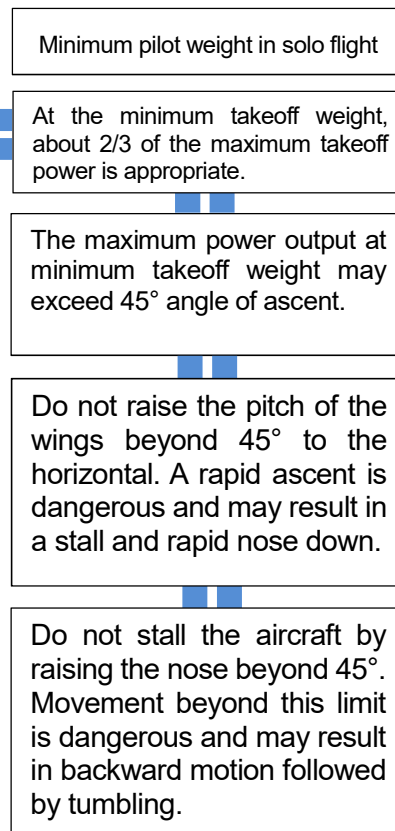 Minimum pilot weight in solo flight
At the minimum takeoff weight,
about 2/3 of the maximum takeoff
power is appropriate.
The maximum power output at
minimum takeoff weight may
exceed 45° angle of ascent.
Do not raise the pitch of the
wings beyond 45° to the
horizontal. A rapid ascent is
dangerous and may result in
a stall and rapid nose down.
Do not stall the aircraft by
raising the nose beyond 45°.
Movement beyond this limit
is dangerous and may result
in backward motion followed
by tumbling.